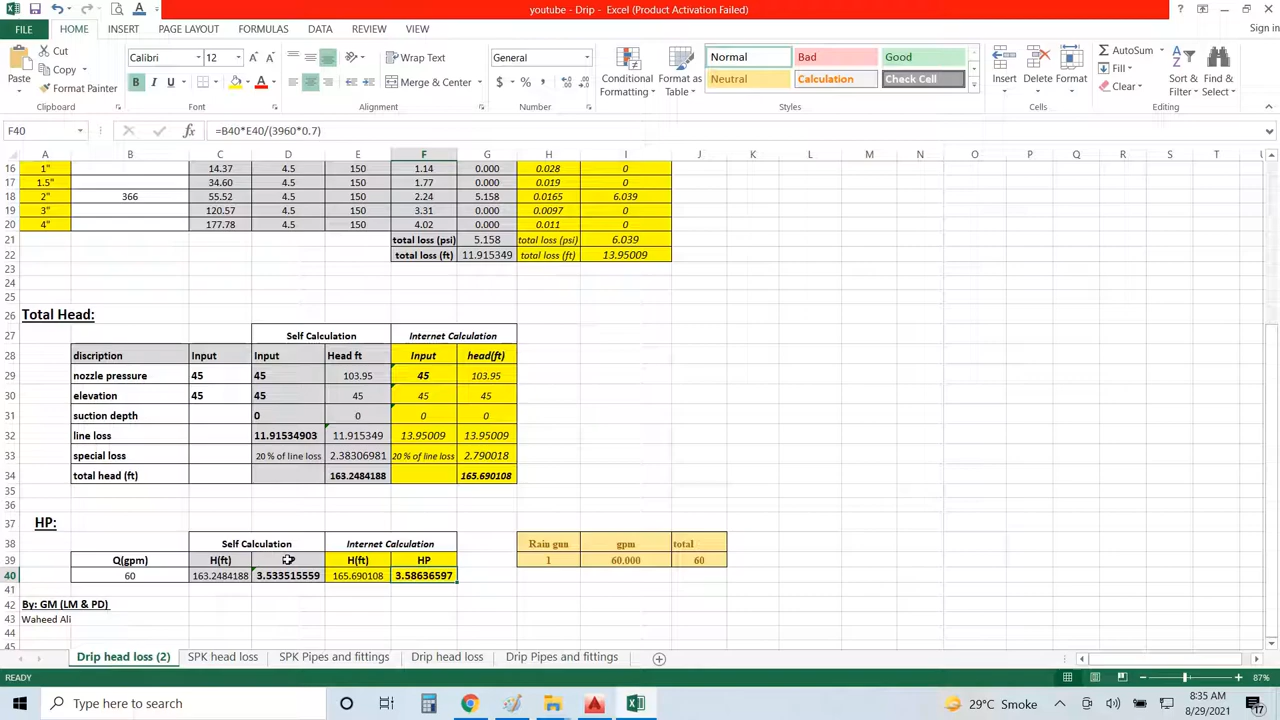 youtube - Drip - Excel (Product Activation Failed)
FILE HOME INSERT PAGE LAYOUT FORMULAS DATA REVIEW VIEW Sign in
Paste Cut Copy Format Painter Clipboard
Calibri 12 B I U Font
Wrap Text Merge & Center Alignment
General $ % , Number
Conditional Formatting Format as Table Normal Bad Good Neutral Calculation Check Cell Styles
Insert Delete Format Cells
AutoSum Fill Clear Sort & Filter Find & Select Editing
F40 fx =B40*E40/(3960*0.7)
A B C D E F G H I J K L M N O P Q R S T
16 1" 14.37 4.5 150 1.14 0.000 0.028 0
17 1.5" 34.60 4.5 150 1.77 0.000 0.019 0
18 2" 366 55.52 4.5 150 2.24 5.158 0.0165 6.039
19 3" 120.57 4.5 150 3.31 0.000 0.0097 0
20 4" 177.78 4.5 150 4.02 0.000 0.011 0
21 total loss (psi) 5.158 total loss (psi) 6.039
22 total loss (ft) 11.915349 total loss (ft) 13.95009
23
24
25
26 Total Head:
27 Self Calculation Internet Calculation
28 discription Input Input Head ft Input head(ft)
29 nozzle pressure 45 45 103.95 45 103.95
30 elevation 45 45 45 45 45
31 suction depth 0 0 0 0
32 line loss 11.91534903 11.915349 13.95009 13.95009
33 special loss 20 % of line loss 2.38306981 20 % of line loss 2.790018
34 total head (ft) 163.2484188 165.690108
35
36
37 HP:
38 Self Calculation Internet Calculation Rain gun gpm total
39 Q(gpm) H(ft) H(ft) HP 1 60.000 60
40 60 163.2484188 3.533515559 165.690108 3.58636597
41
42 By: GM (LM & PD)
43 Waheed Ali
44
45
Drip head loss (2) SPK head loss SPK Pipes and fittings Drip head loss Drip Pipes and fittings
READY 87%
Type here to search 29°C Smoke 8:35 AM
8/29/2021 17